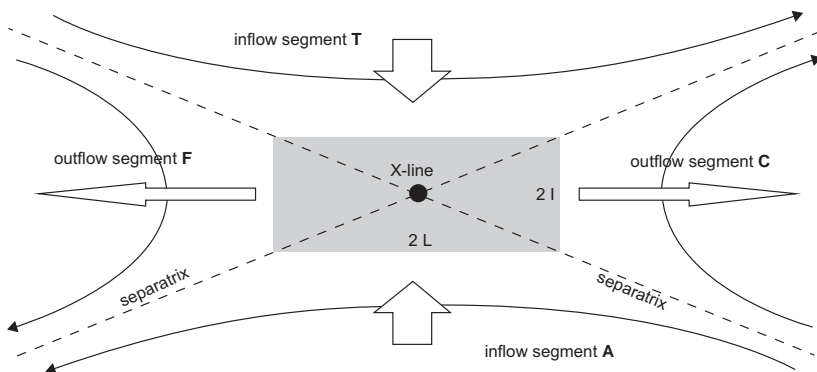 inflow segment T
outflow segment F
X-line
outflow segment C
2 l
2 L
separatrix
separatrix
inflow segment A